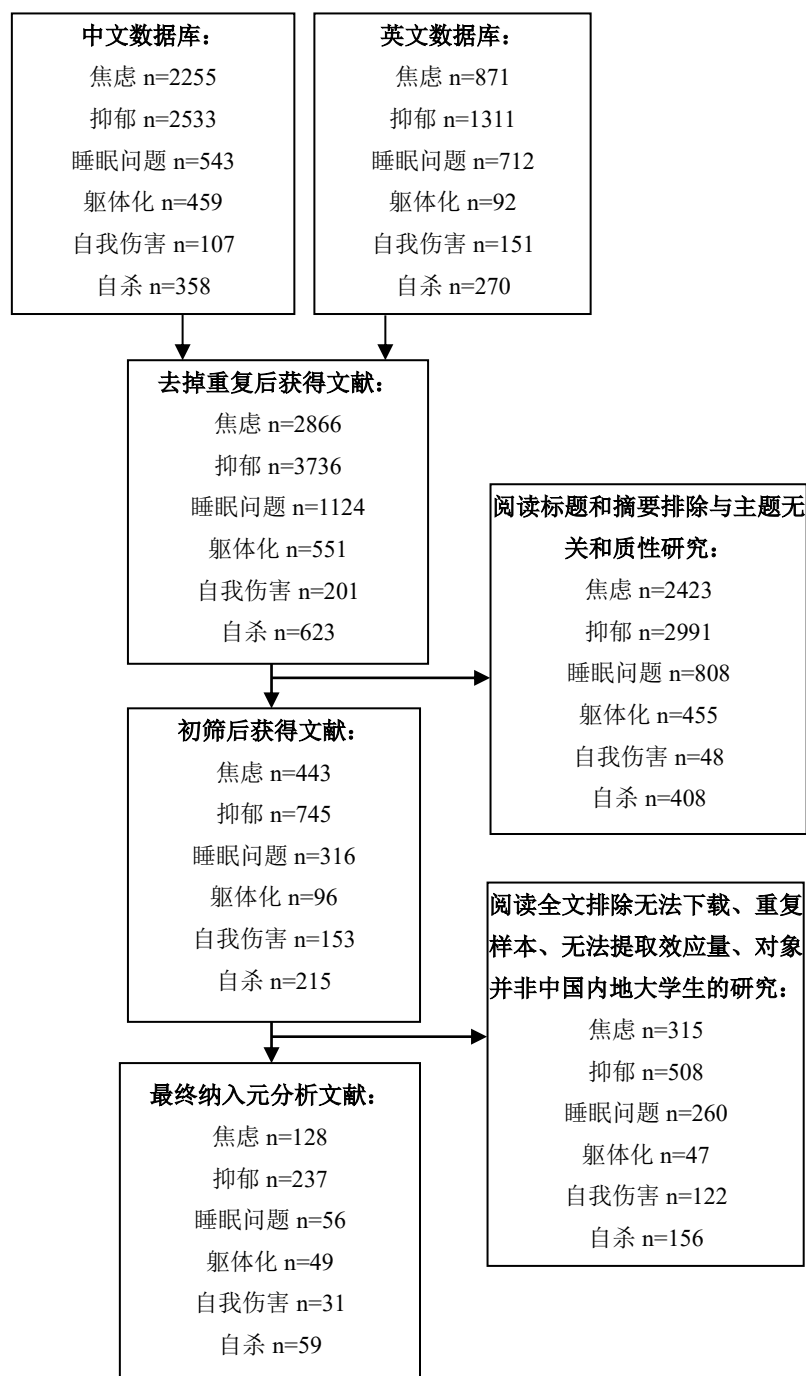 中文数据库：
焦虑 n=2255
抑郁 n=2533
睡眠问题 n=543
躯体化 n=459
自我伤害 n=107
自杀 n=358
英文数据库：
焦虑 n=871
抑郁 n=1311
睡眠问题 n=712
躯体化 n=92
自我伤害 n=151
自杀 n=270
去掉重复后获得文献：
焦虑 n=2866
抑郁 n=3736
睡眠问题 n=1124
躯体化 n=551
自我伤害 n=201
自杀 n=623
阅读标题和摘要排除与主题无
关和质性研究：
焦虑 n=2423
抑郁 n=2991
睡眠问题 n=808
躯体化 n=455
自我伤害 n=48
自杀 n=408
初筛后获得文献：
焦虑 n=443
抑郁 n=745
睡眠问题 n=316
躯体化 n=96
自我伤害 n=153
自杀 n=215
阅读全文排除无法下载、重复
样本、无法提取效应量、对象
并非中国内地大学生的研究：
焦虑 n=315
抑郁 n=508
睡眠问题 n=260
躯体化 n=47
自我伤害 n=122
自杀 n=156
最终纳入元分析文献：
焦虑 n=128
抑郁 n=237
睡眠问题 n=56
躯体化 n=49
自我伤害 n=31
自杀 n=59